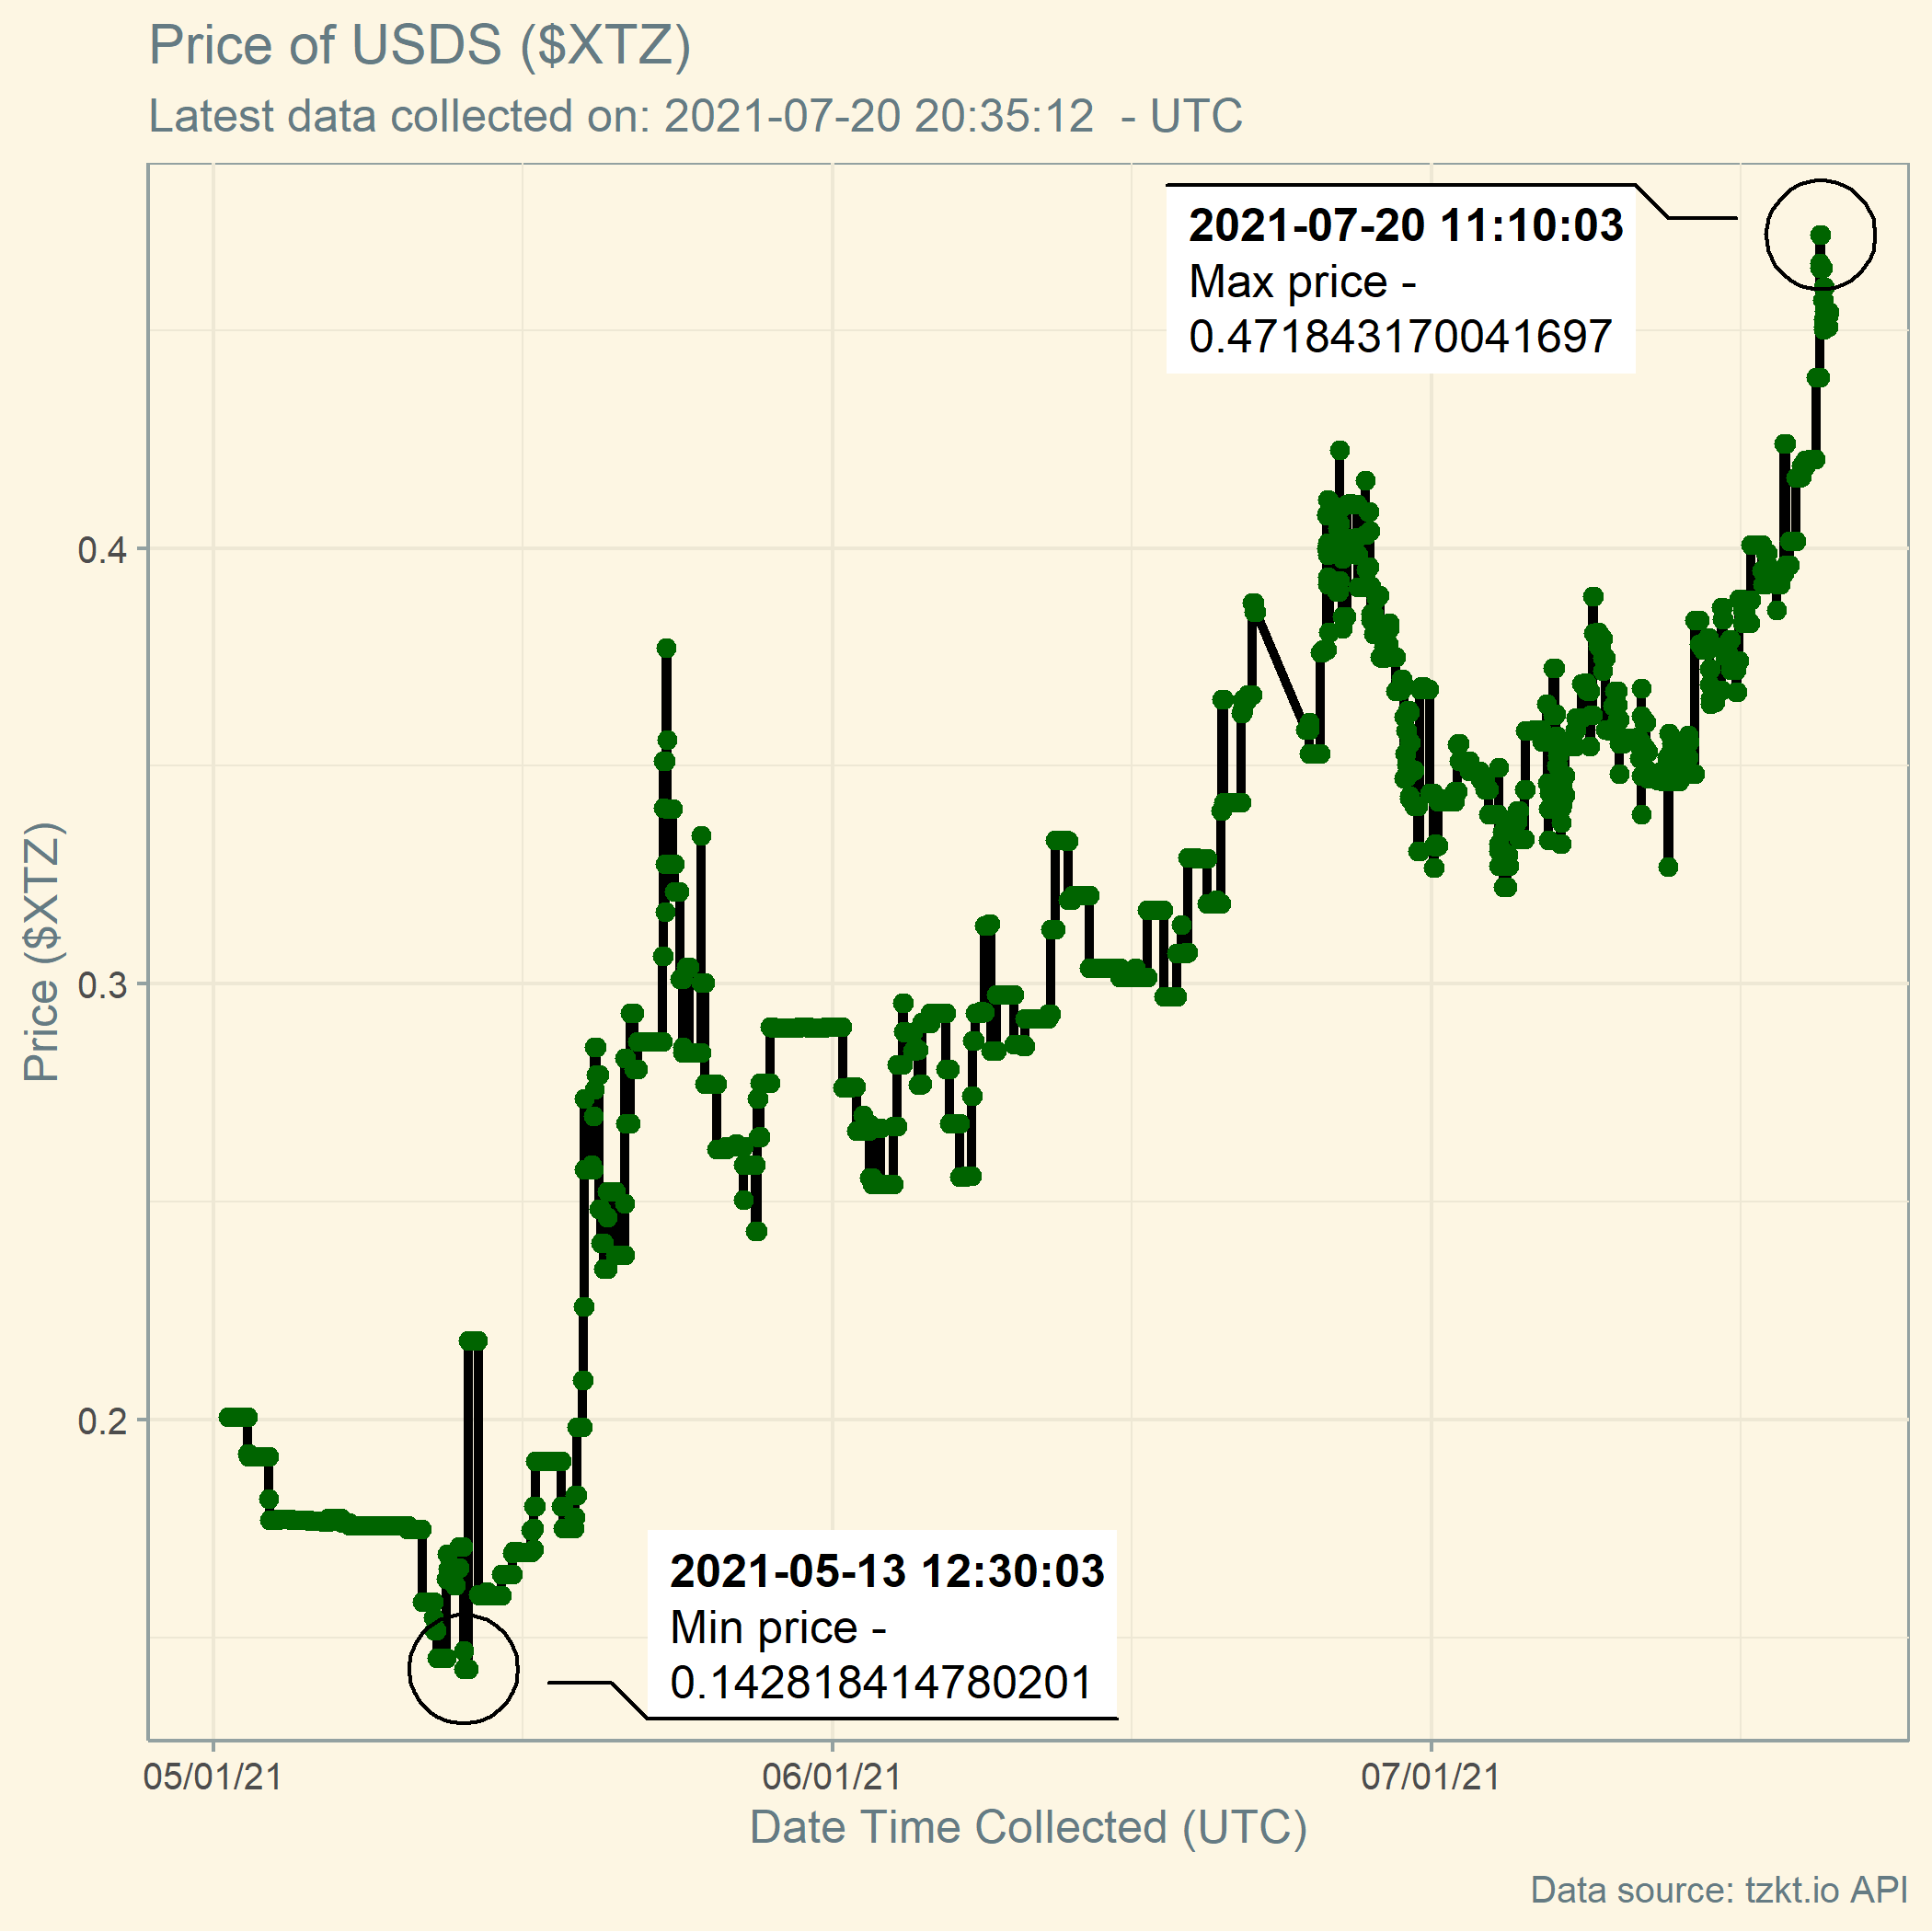 Price of USDS ($XTZ)
Latest data collected on: 2021-07-20 20:35:12  - UTC
2021-07-20 11:10:03
Max price -
0.471843170041697
0.4
0.3
0.2
Price ($XTZ)
2021-05-13 12:30:03
Min price -
0.142818414780201
05/01/21
06/01/21
07/01/21
Date Time Collected (UTC)
Data source: tzkt.io API